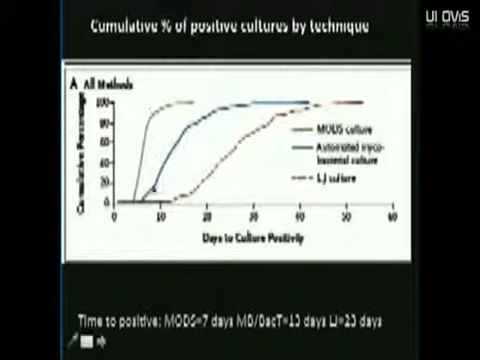 UI OVIS
Cumulative % of positive cultures by technique
A All Methods
Cumulative Percentage
100
80
60
40
20
0
MODS culture
Automated myco-
bacterial culture
LJ culture
0 10 20 30 40 50 60
Days to Culture Positivity
Time to positive: MODS=7 days MB/BacT=13 days LJ=23 days